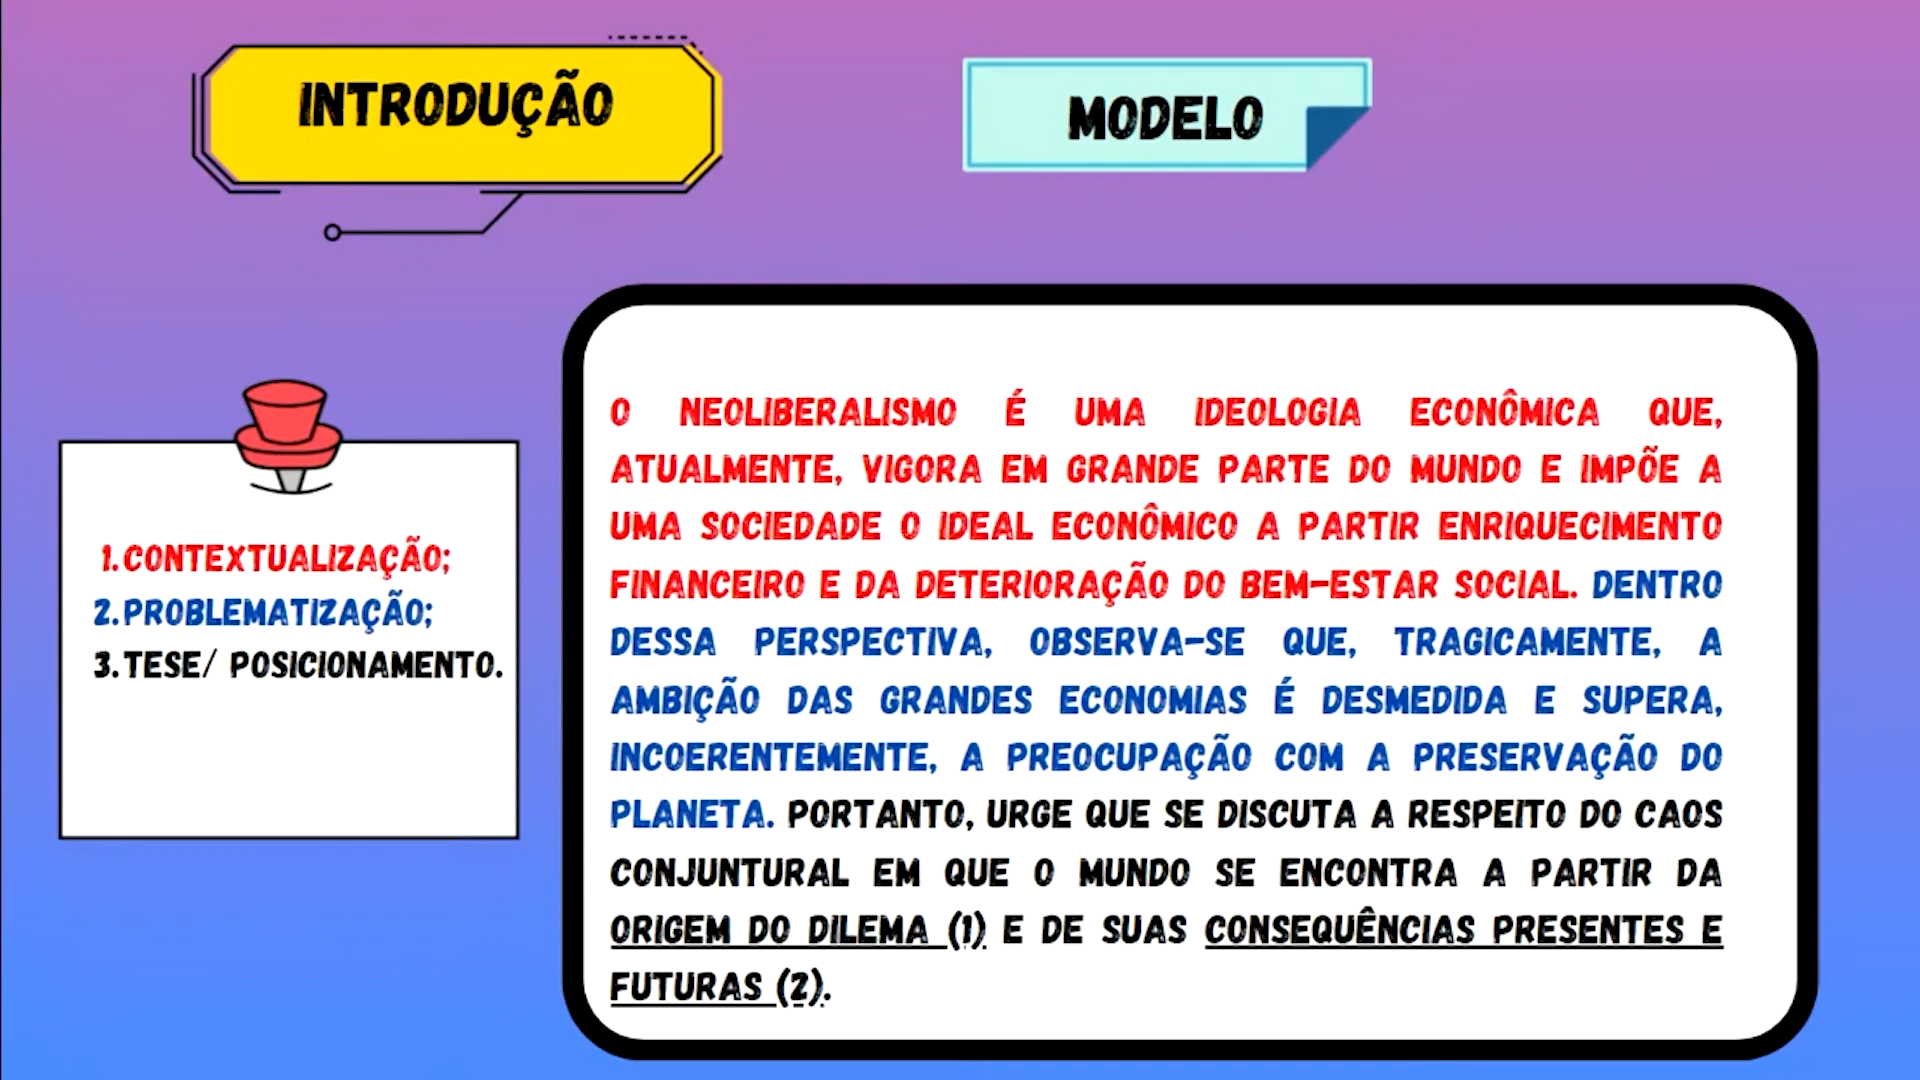 INTRODUÇÃO
MODELO
1. CONTEXTUALIZAÇÃO;
2. PROBLEMATIZAÇÃO;
3. TESE/ POSICIONAMENTO.
O NEOLIBERALISMO É UMA IDEOLOGIA ECONÔMICA QUE,
ATUALMENTE, VIGORA EM GRANDE PARTE DO MUNDO E IMPÕE A
UMA SOCIEDADE O IDEAL ECONÔMICO A PARTIR ENRIQUECIMENTO
FINANCEIRO E DA DETERIORAÇÃO DO BEM-ESTAR SOCIAL. DENTRO
DESSA PERSPECTIVA, OBSERVA-SE QUE, TRAGICAMENTE, A
AMBIÇÃO DAS GRANDES ECONOMIAS É DESMEDIDA E SUPERA,
INCOERENTEMENTE, A PREOCUPAÇÃO COM A PRESERVAÇÃO DO
PLANETA. PORTANTO, URGE QUE SE DISCUTA A RESPEITO DO CAOS
CONJUNTURAL EM QUE O MUNDO SE ENCONTRA A PARTIR DA
ORIGEM DO DILEMA (1) E DE SUAS CONSEQUÊNCIAS PRESENTES E
FUTURAS (2).